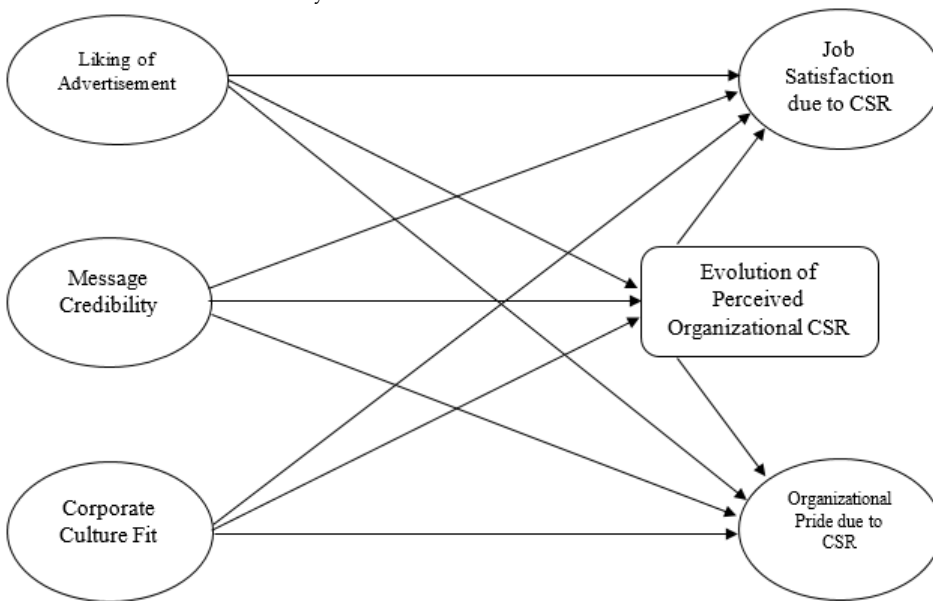 Liking of
Advertisement
Job
Satisfaction
due to CSR
Message
Credibility
Evolution of
Perceived
Organizational CSR
Corporate
Culture Fit
Organizational
Pride due to
CSR